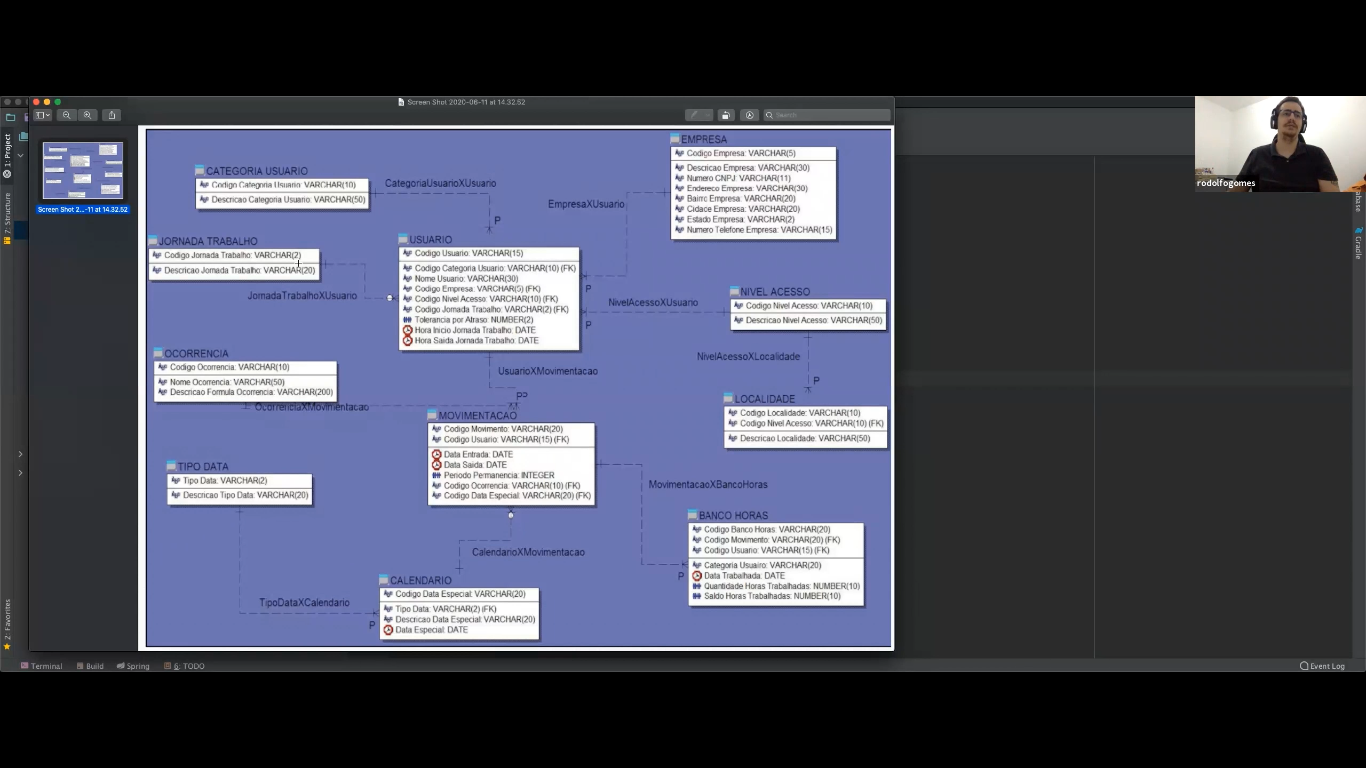 Screen Shot 2020-06-11 at 14.32.52
Search
1: Project
7: Structure
2: Favorites
Screen Shot 2...-11 at 14.32.52
CATEGORIA USUARIO
Codigo Categoria Usuario: VARCHAR(10)
Descricao Categoria Usuario: VARCHAR(50)
CategoriaUsuarioXUsuario
P
EMPRESA
Codigo Empresa: VARCHAR(5)
Descricao Empresa: VARCHAR(30)
Numero CNPJ: VARCHAR(11)
Endereco Empresa: VARCHAR(30)
Bairrc Empresa: VARCHAR(20)
Cidace Empresa: VARCHAR(20)
Estado Empresa: VARCHAR(2)
Numero Telefone Empresa: VARCHAR(15)
EmpresaXUsuario
P
JORNADA TRABALHO
Codigo Jornada Trabalho: VARCHAR(2)
Descricao Jornada Trabalho: VARCHAR(20)
JornadaTrabalhoXUsuario
USUARIO
Codigo Usuario: VARCHAR(15)
Codigo Categoria Usuario: VARCHAR(10) (FK)
Nome Usuario: VARCHAR(30)
Codigo Empresa: VARCHAR(5) (FK)
Codigo Nivel Acesso: VARCHAR(10) (FK)
Codigo Jornada Trabalho: VARCHAR(2) (FK)
Tolerancia por Atraso: NUMBER(2)
Hora Inicio Jornada Trabalho: DATE
Hora Saida Jornada Trabalho: DATE
NivelAcessoXUsuario
P
NIVEL ACESSO
Codigo Nivel Acesso: VARCHAR(10)
Descricao Nivel Acesso: VARCHAR(50)
NivelAcessoXLocalidade
P
LOCALIDADE
Codigo Localidade: VARCHAR(10)
Codigo Nivel Acesso: VARCHAR(10) (FK)
Descricao Localidade: VARCHAR(50)
OCORRENCIA
Codigo Ocorrencia: VARCHAR(10)
Nome Ocorrencia: VARCHAR(50)
Descricao Formula Ocorrencia: VARCHAR(200)
OcorrenciaXMovimentacao
UsuarioXMovimentacao
PP
MOVIMENTACAO
Codigo Movimento: VARCHAR(20)
Codigo Usuario: VARCHAR(15) (FK)
Data Entrada: DATE
Data Saida: DATE
Periodo Permanencia: INTEGER
Codigo Ocorrencia: VARCHAR(10) (FK)
Codigo Data Especial: VARCHAR(20) (FK)
MovimentacaoXBancoHoras
P
TIPO DATA
Tipo Data: VARCHAR(2)
Descricao Tipo Data: VARCHAR(20)
TipoDataXCalendario
P
CalendarioXMovimentacao
CALENDARIO
Codigo Data Especial: VARCHAR(20)
Tipo Data: VARCHAR(2) (FK)
Descricao Data Especial: VARCHAR(20)
Data Especial: DATE
BANCO HORAS
Codigo Banco Horas: VARCHAR(20)
Codigo Movimento: VARCHAR(20) (FK)
Codigo Usuario: VARCHAR(15) (FK)
Categoria Usuairo: VARCHAR(20)
Data Trabalhada: DATE
Quantidade Horas Trabalhadas: NUMBER(10)
Saldo Horas Trabalhadas: NUMBER(10)
rodolfogomes
Gradle
Terminal
Build
Spring
6: TODO
Event Log